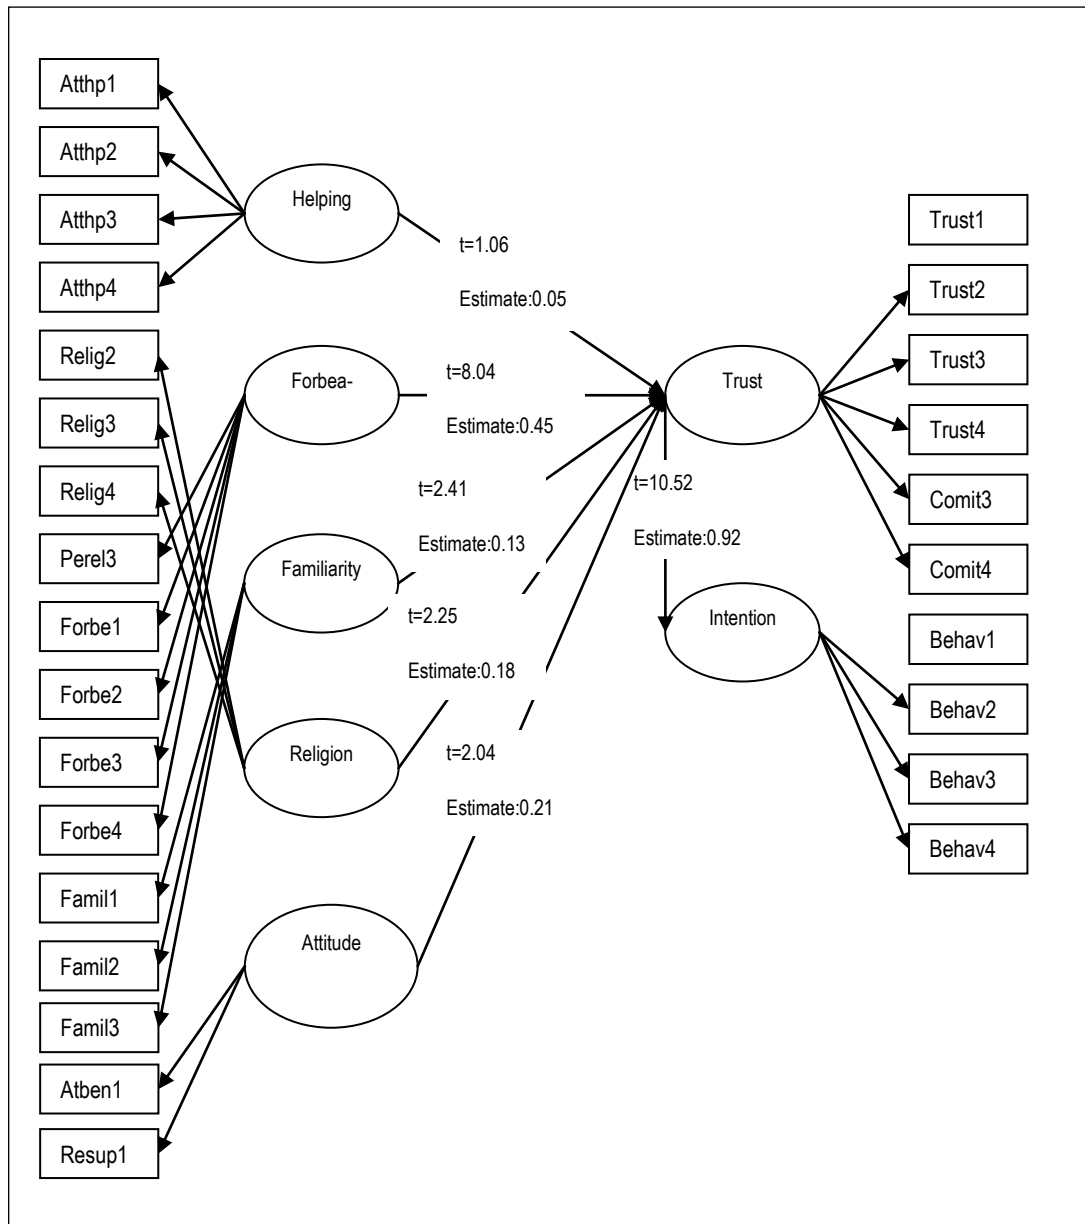 Atthp1
Atthp2
Atthp3
Atthp4
Relig2
Relig3
Relig4
Perel3
Forbe1
Forbe2
Forbe3
Forbe4
Famil1
Famil2
Famil3
Atben1
Resup1
Helping
Forbea-
Familiarity
Religion
Attitude
t=1.06
Estimate:0.05
t=8.04
Estimate:0.45
t=2.41
Estimate:0.13
t=2.25
Estimate:0.18
t=2.04
Estimate:0.21
Trust
t=10.52
Estimate:0.92
Intention
Trust1
Trust2
Trust3
Trust4
Comit3
Comit4
Behav1
Behav2
Behav3
Behav4